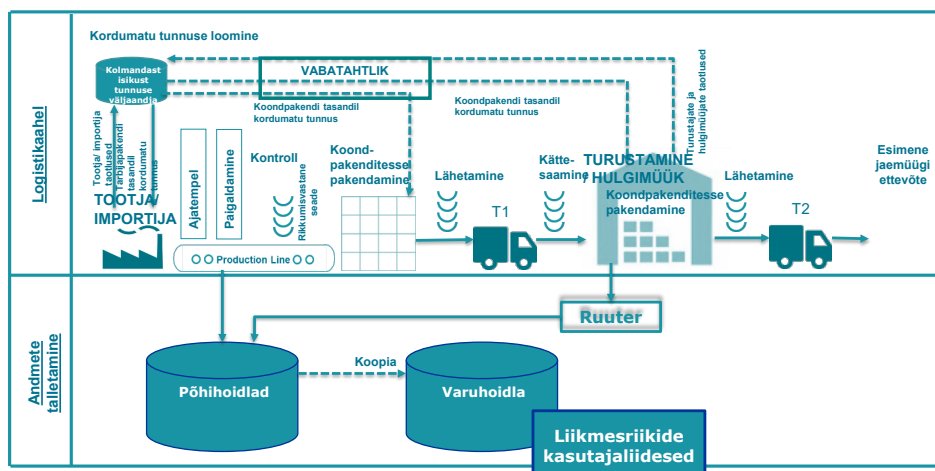 Kordumatu tunnuse loomine
Kolmandast
isikust
tunnuse
väljaandja
VABATAHTLIK
Koondpakendi tasandil
kordumatu tunnus
Koondpakendi tasandil
kordumatu tunnus
Turustajate ja
hulgimüüjate taotlused
Logistikaahel
Tootja/ importija
taotlused
Tarbijapakendi
tasandil
kordumatu
tunnus
TOOTJA/
IMPORTIJA
Ajatempel
Paigaldamine
Kontroll
Rikkumisvastane
seade
Koond-
pakenditesse
pakendamine
Lähetamine
T1
Kätte-
saamine
TURUSTAMINE
/ HULGIMÜÜK
Koondpakenditesse
pakendamine
Lähetamine
T2
Esimene
jaemüügi
ettevõte
Production Line
Andmete
talletamine
Ruuter
Põhihoidlad
Koopia
Varuhoidla
Liikmesriikide
kasutajaliidesed